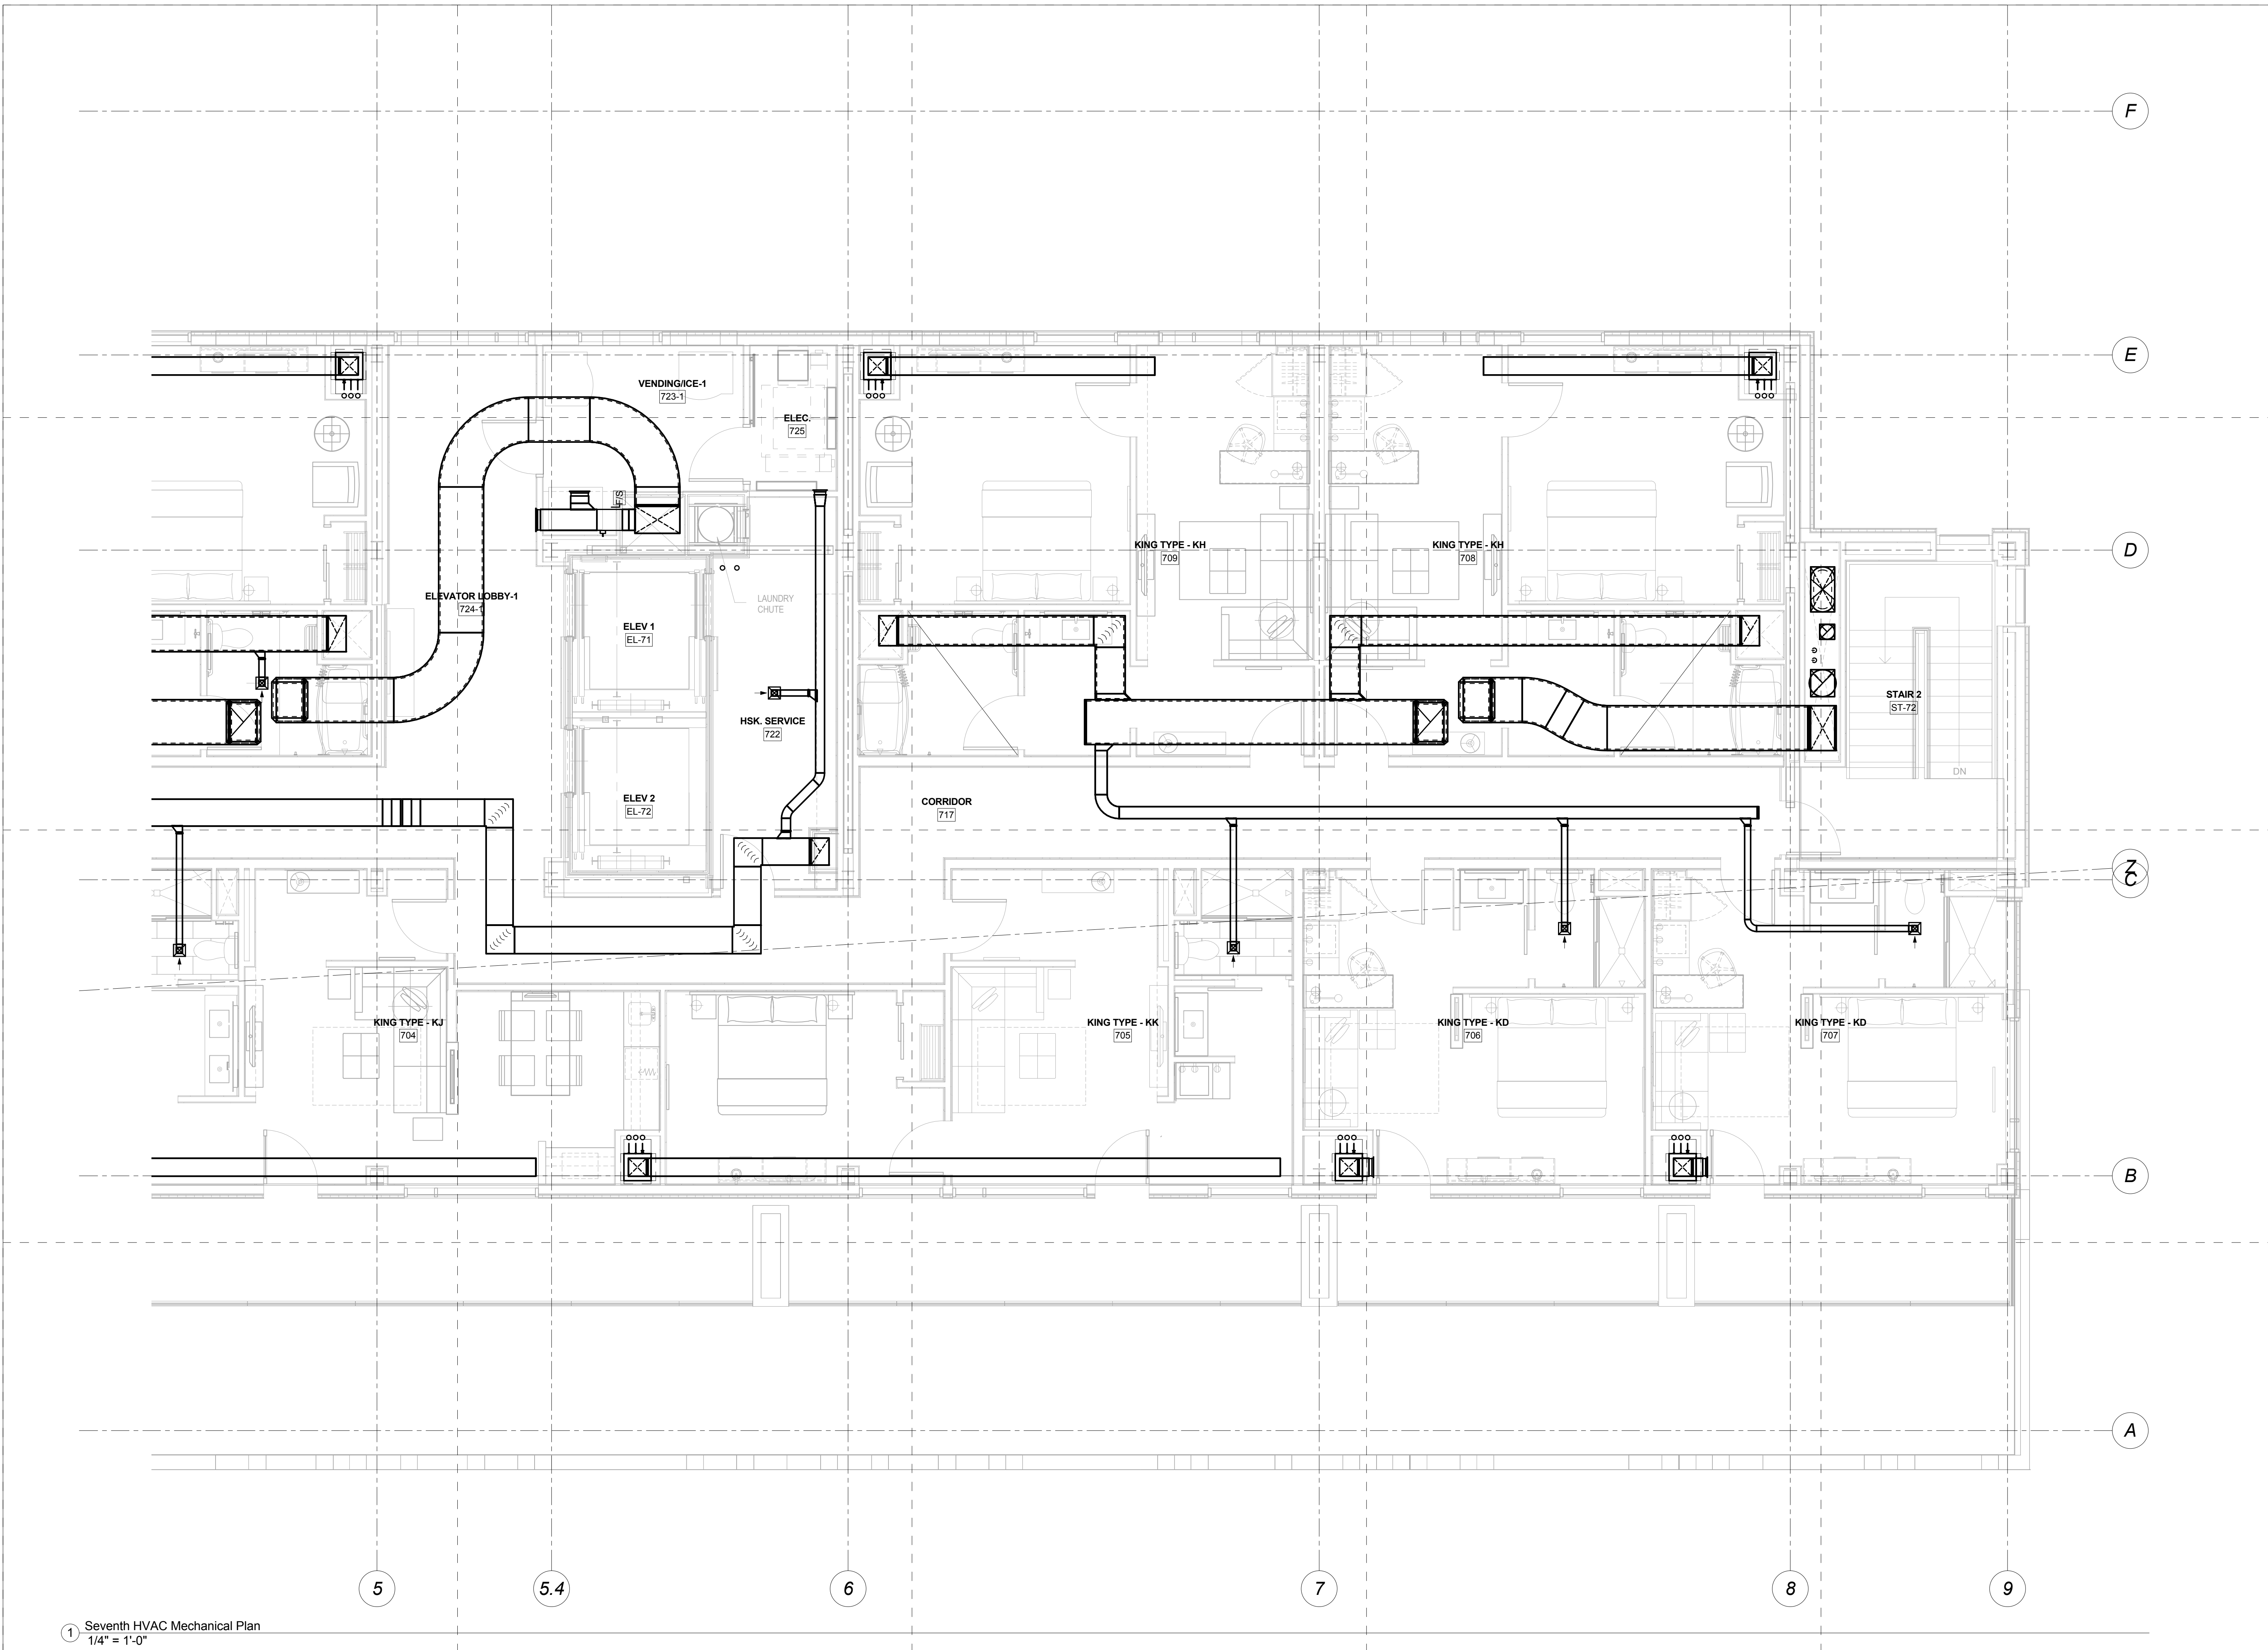 F
E
VENDING/ICE-1
723-1
ELEC.
725
F/S
D
KING TYPE - KH
709
KING TYPE - KH
708
ELEVATOR LOBBY-1
724-1
LAUNDRY
CHUTE
ELEV 1
EL-71
STAIR 2
ST-72
HSK. SERVICE
722
DN
ELEV 2
EL-72
CORRIDOR
717
Z
C
KING TYPE - KJ
704
KING TYPE - KK
705
KING TYPE - KD
706
KING TYPE - KD
707
B
A
5
5.4
6
7
8
9
1
Seventh HVAC Mechanical Plan
1/4" = 1'-0"